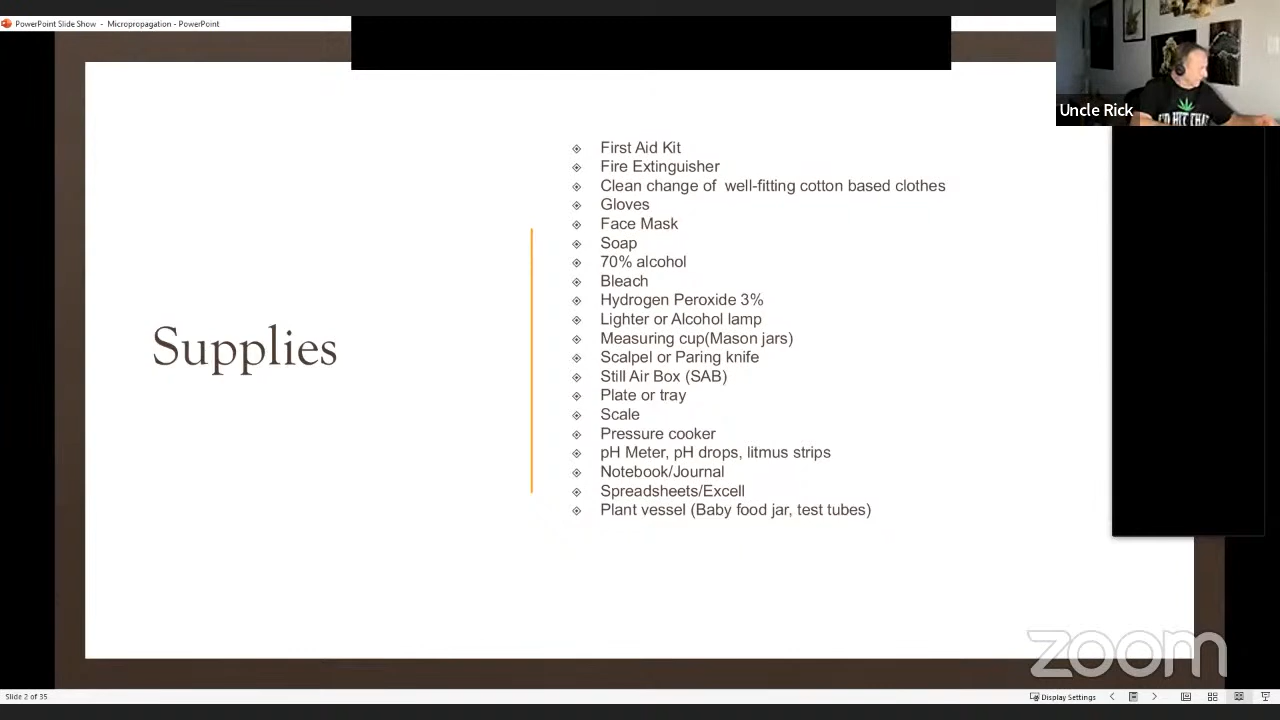 PowerPoint Slide Show - Micropropagation - PowerPoint
Uncle Rick
Supplies
First Aid Kit
Fire Extinguisher
Clean change of well-fitting cotton based clothes
Gloves
Face Mask
Soap
70% alcohol
Bleach
Hydrogen Peroxide 3%
Lighter or Alcohol lamp
Measuring cup(Mason jars)
Scalpel or Paring knife
Still Air Box (SAB)
Plate or tray
Scale
Pressure cooker
pH Meter, pH drops, litmus strips
Notebook/Journal
Spreadsheets/Excell
Plant vessel (Baby food jar, test tubes)
zoom
Slide 2 of 35
Display Settings